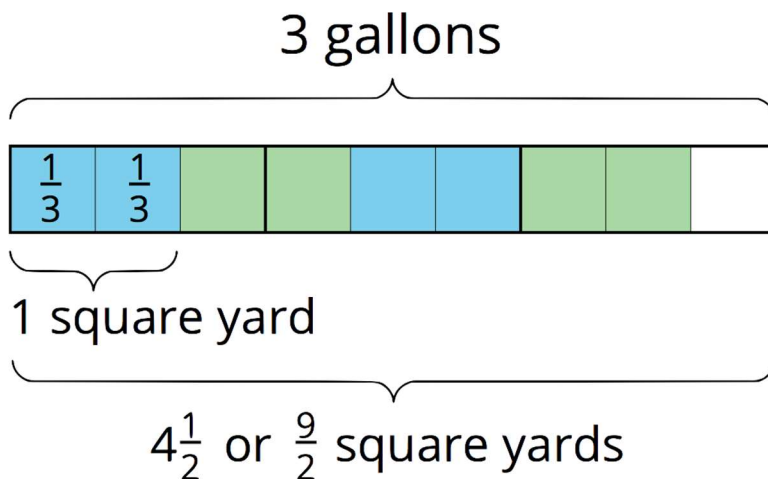 3 gallons
1/3 1/3
1 square yard
4 1/2 or 9/2 square yards